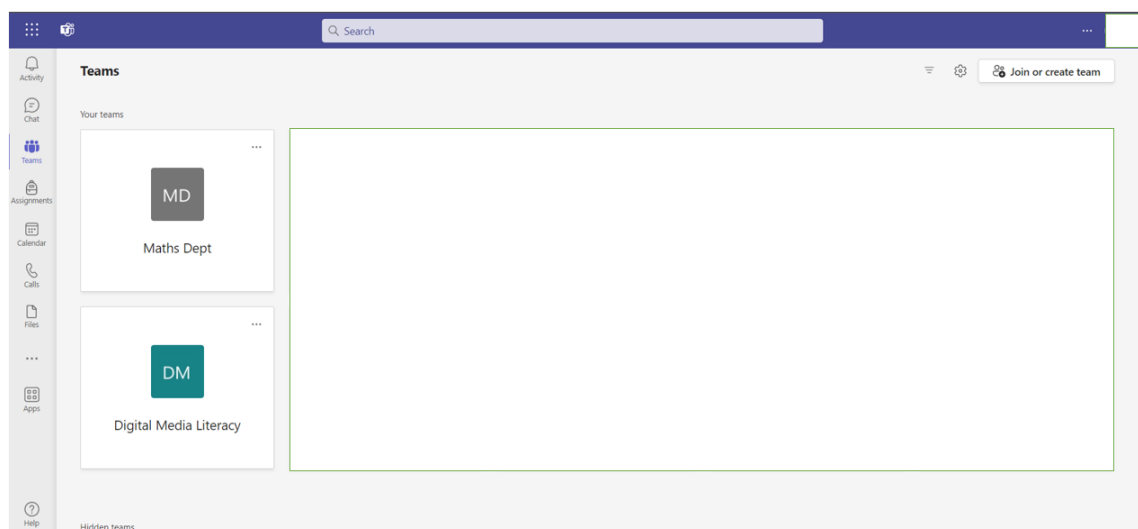 Search
...
Activity
Teams
Join or create team
Chat
Your teams
Teams
...
MD
Maths Dept
Assignments
Calendar
Calls
Files
...
DM
Digital Media Literacy
...
Apps
Help
Hidden teams